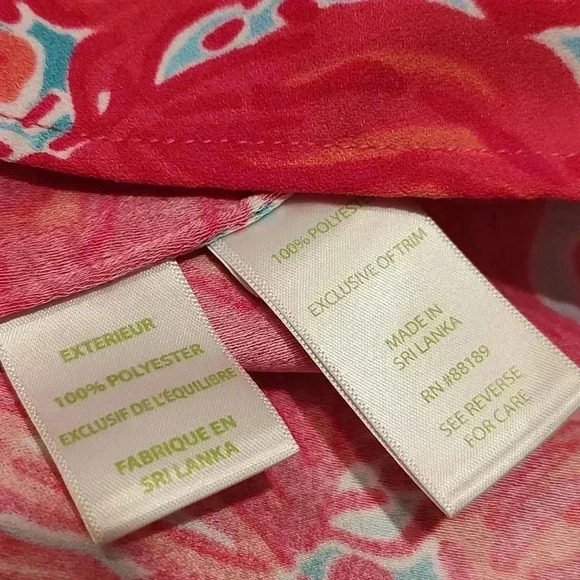 EXTERIEUR
100% POLYESTER
EXCLUSIF DE L'ÉQUILIBRE
FABRIQUE EN
SRI LANKA
100% POLYESTER
EXCLUSIVE OF TRIM
MADE IN
SRI LANKA
RN #88189
SEE REVERSE
FOR CARE